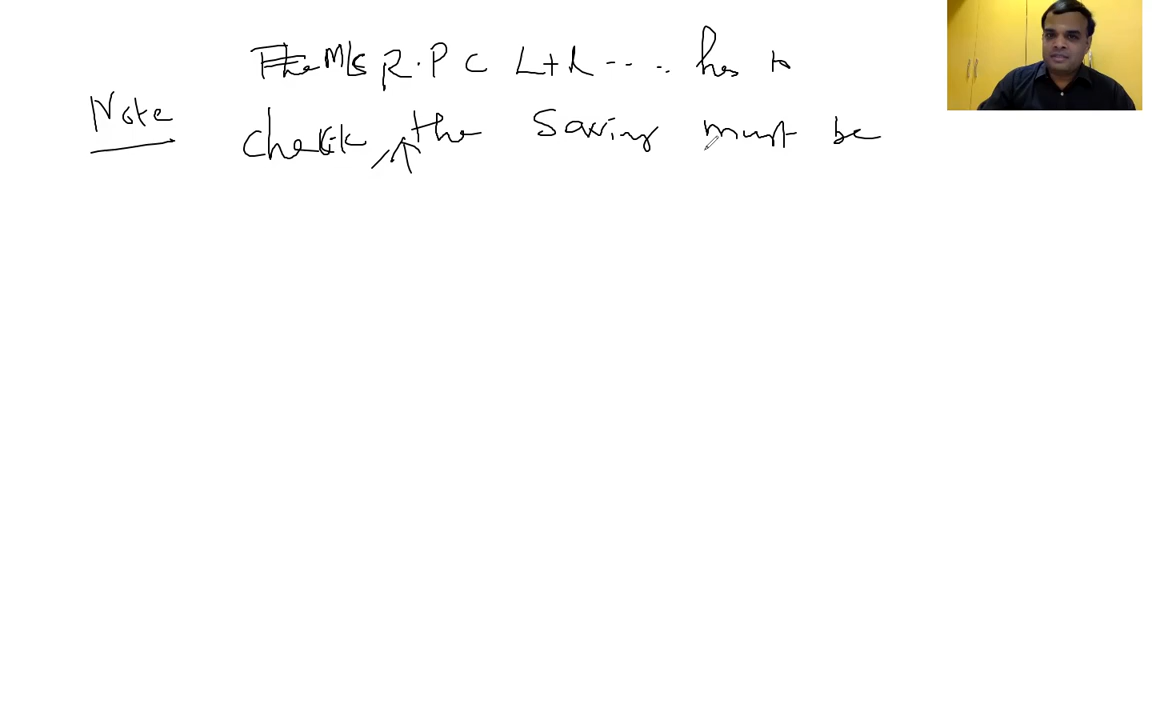 M/s R.P C Ltd ---.. has to
Note
check, the saving must be